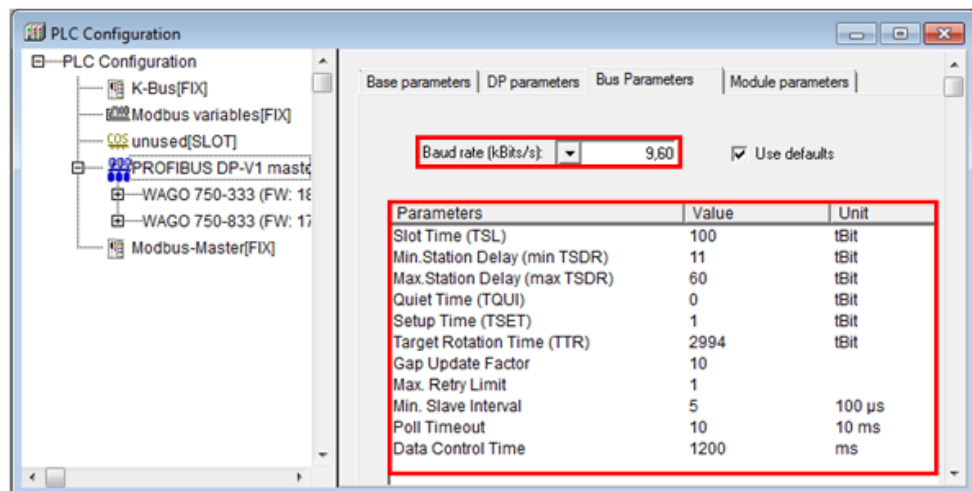 PLC Configuration
PLC Configuration
K-Bus[FIX]
Modbus variables[FIX]
unused[SLOT]
PROFIBUS DP-V1 maste
WAGO 750-333 (FW: 18
WAGO 750-833 (FW: 17
Modbus-Master[FIX]
Base parameters DP parameters Bus Parameters Module parameters
Baud rate (kBits/s): 9,60 Use defaults
Parameters Value Unit
Slot Time (TSL) 100 tBit
Min.Station Delay (min TSDR) 11 tBit
Max.Station Delay (max TSDR) 60 tBit
Quiet Time (TQUI) 0 tBit
Setup Time (TSET) 1 tBit
Target Rotation Time (TTR) 2994 tBit
Gap Update Factor 10
Max. Retry Limit 1
Min. Slave Interval 5 100 µs
Poll Timeout 10 10 ms
Data Control Time 1200 ms